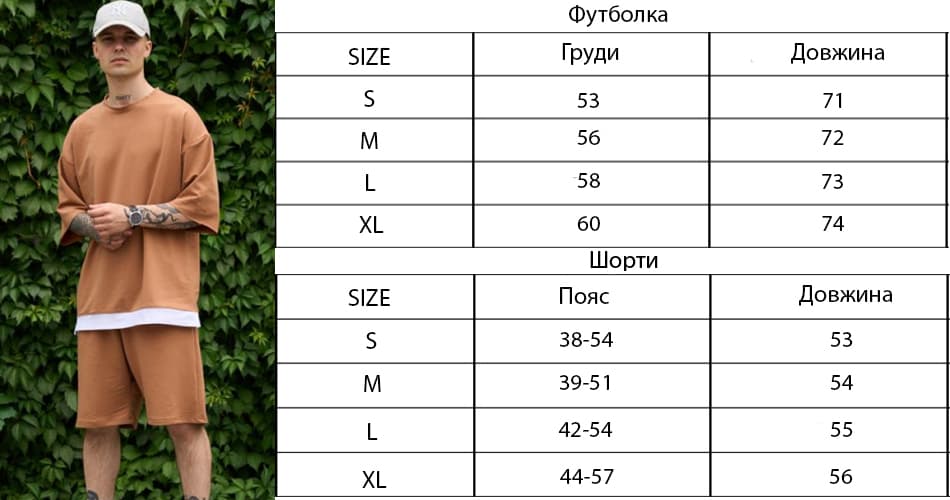 Футболка
SIZE Груди Довжина
S 53 71
M 56 72
L 58 73
XL 60 74
Шорти
SIZE Пояс Довжина
S 38-54 53
M 39-51 54
L 42-54 55
XL 44-57 56